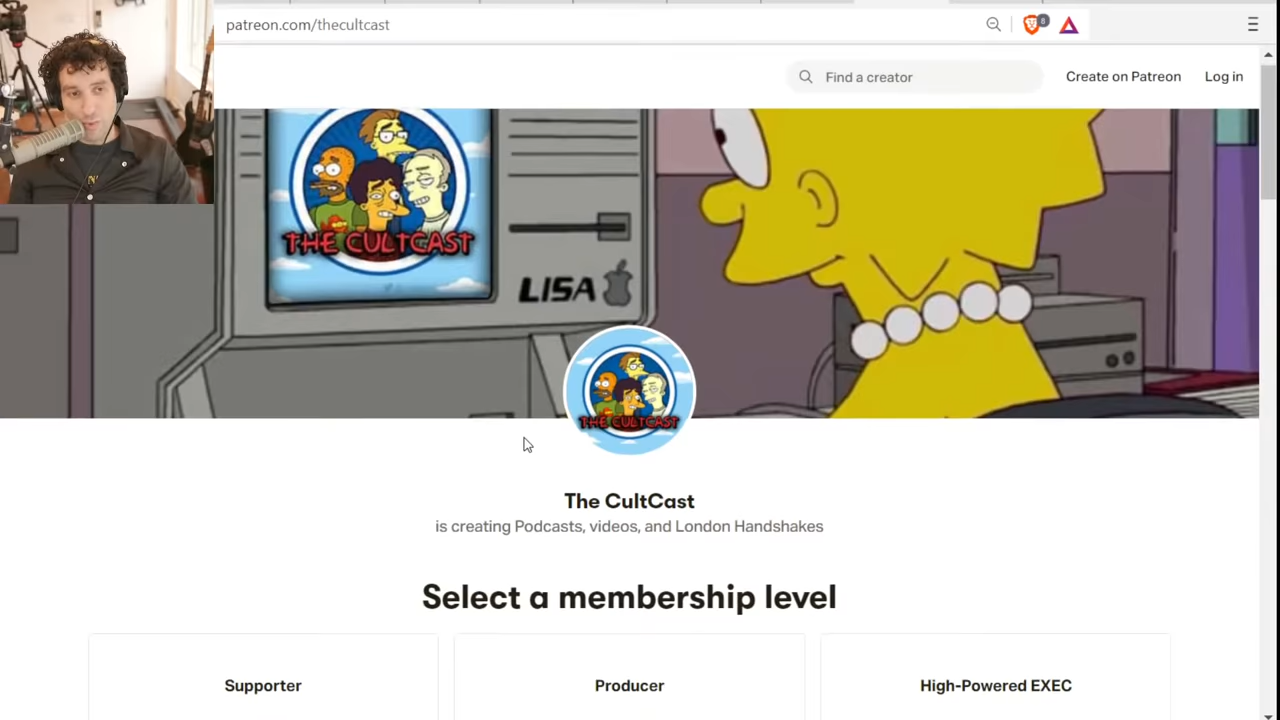 patreon.com/thecultcast
8
Find a creator
Create on Patreon
Log in
THE CULTCAST
LISA
THE CULTCAST
The CultCast
is creating Podcasts, videos, and London Handshakes
Select a membership level
Supporter
Producer
High-Powered EXEC